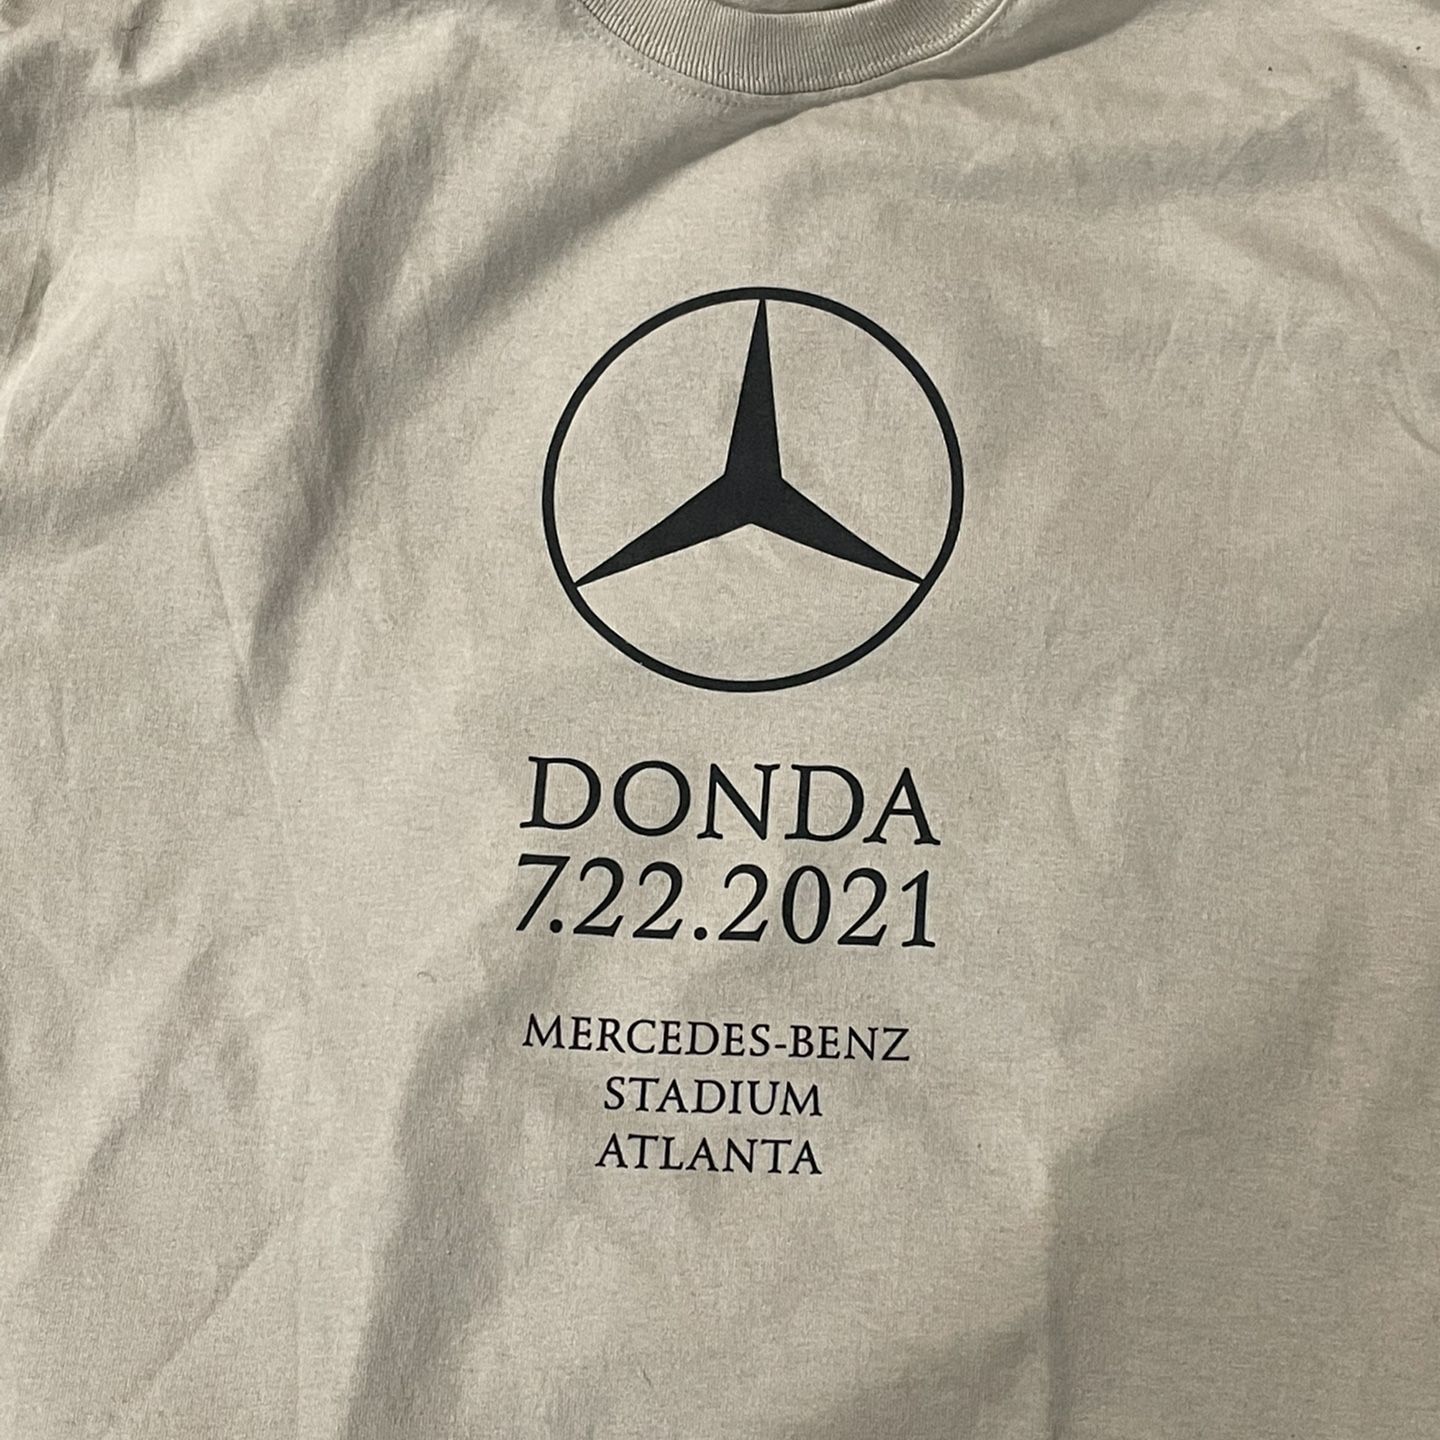 DONDA
7.22.2021
MERCEDES-BENZ
STADIUM
ATLANTA